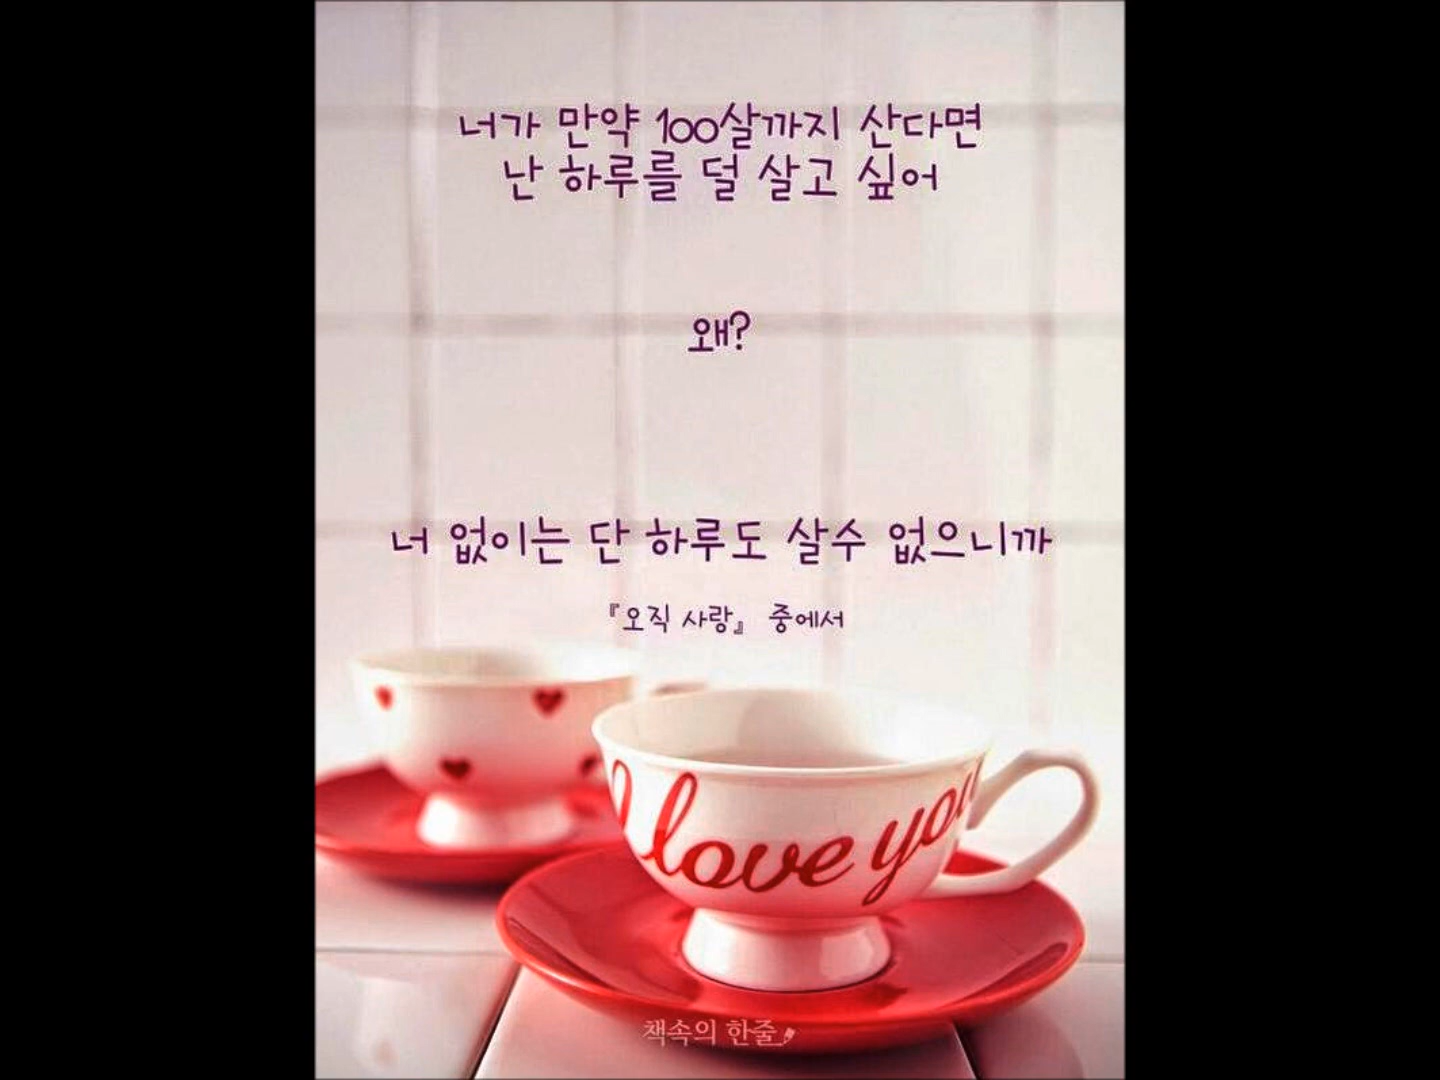 너가 만약 100살까지 산다면
난 하루를 덜 살고 싶어
왜?
너 없이는 단 하루도 살수 없으니까
『오직 사랑』 중에서
I love you
책속의 한줄